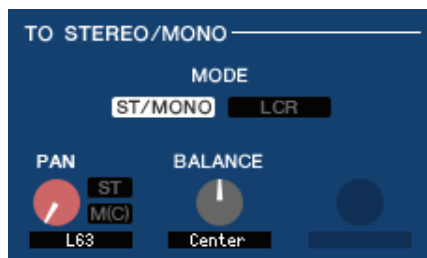 TO STEREO/MONO
MODE
ST/MONO LCR
PAN BALANCE
ST
M(C)
L63 Center